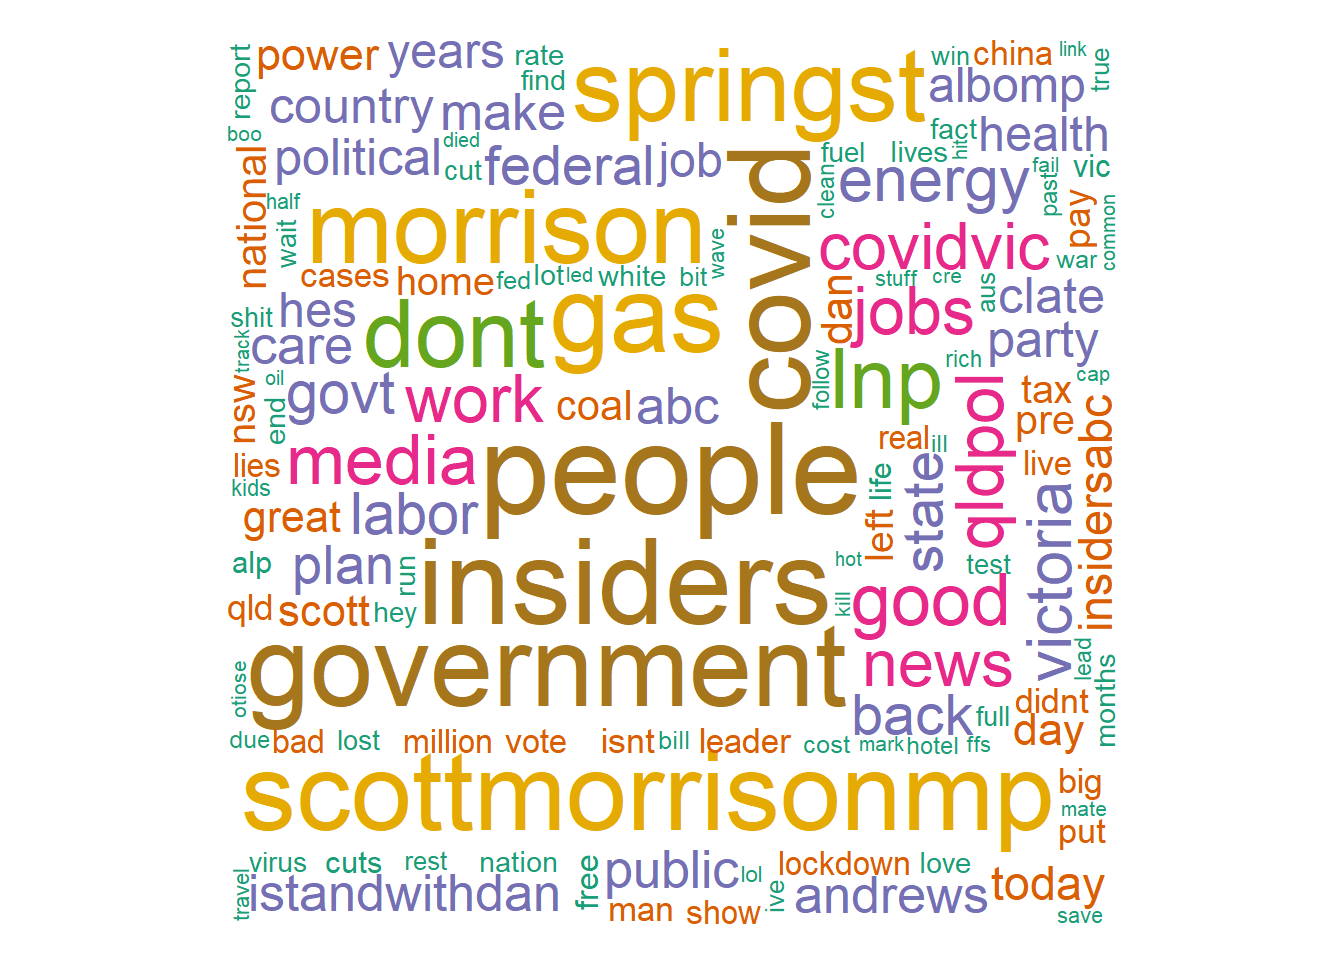 report
power
years
rate
find
springst
win
china
link
true
country
make
albomp
boo
political
died
cut
federal
job
covid
fact
health
fuel
lives
hit
national
half
wait
morrison
wave
clean
energy
fail
past
vic
pay
common
covidvic
war
cases
home
fed
lot
led
white
bit
dan
stuff
cre
aus
clate
shit
hes
dont
gas
jobs
party
track
care
follow
lnp
rich
cap
nsw
oil
end
govt
work
coal
abc
qldpol
tax
pre
insidersabc
lies
media
people
real
ill
live
kids
great
labor
left
life
state
victoria
alp
plan
run
insiders
hot
test
qld
scott
hey
kill
good
otiose
government
news
lead
months
back
full
didnt
day
due
bad
lost
million
vote
isnt
bill
leader
cost
mark
hotel
ffs
scottmorrisonmp
big
mate
put
virus
cuts
rest
nation
free
public
lol
lockdown
love
travel
istandwithdan
man
show
ive
andrews
today
save